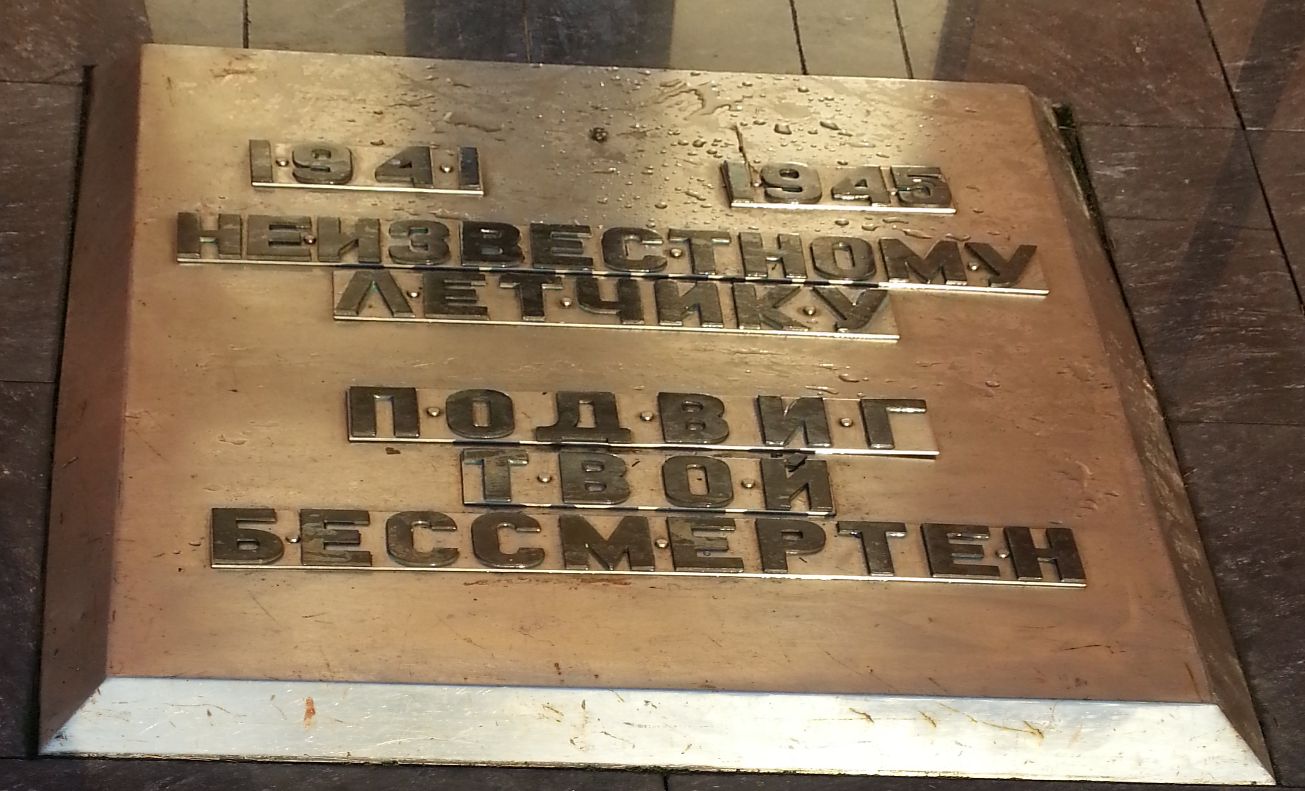 1941 1945
НЕИЗВЕСТНОМУ
ЛЕТЧИКУ
ПОДВИГ
ТВОЙ
БЕССМЕРТЕН